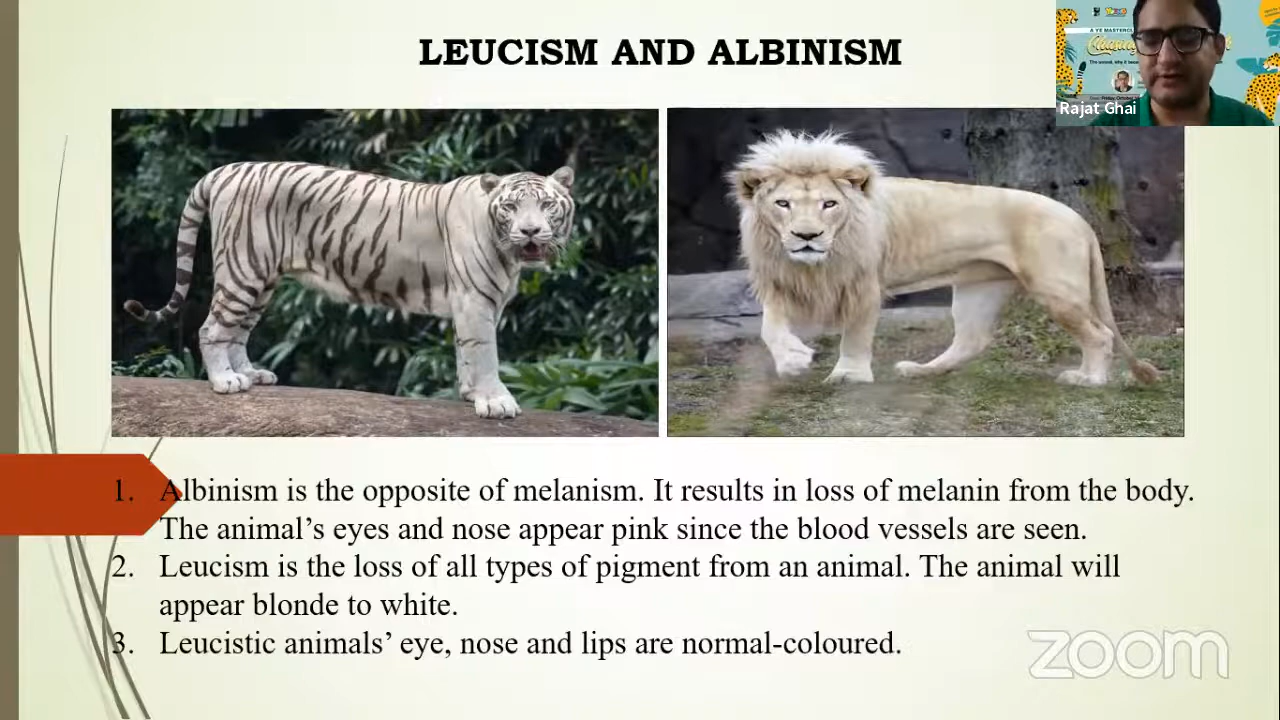 LEUCISM AND ALBINISM
A YE MASTERCL
Rajat Ghai
1. Albinism is the opposite of melanism. It results in loss of melanin from the body.
The animal’s eyes and nose appear pink since the blood vessels are seen.
2. Leucism is the loss of all types of pigment from an animal. The animal will
appear blonde to white.
3. Leucistic animals’ eye, nose and lips are normal-coloured.
zoom